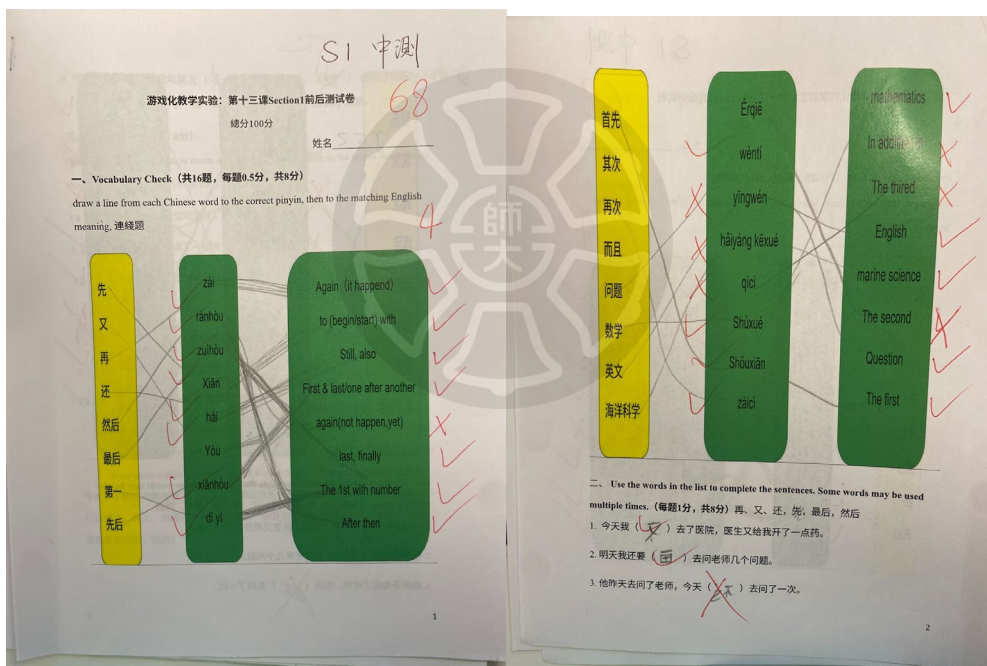 S1 中測
68
游戏化教学实验：第十三课Section1前后测试卷
總分100分
姓名
一、Vocabulary Check（共16题，每题0.5分，共8分）
draw a line from each Chinese word to the correct pinyin, then to the matching English
meaning, 連綫題
4
先
又
再
还
然后
最后
第一
先后
zài
ránhòu
zuìhòu
Xiān
hái
Yòu
xiānhòu
dì yī
Again（it happend）
to (begin/start) with
Still, also
First & last/one after another
again(not happen,yet)
last, finally
The 1st with number
After then
1
師大
首先
其次
再次
而且
问题
数学
英文
海洋科学
Érqiě
wèntí
yīngwén
hǎiyáng kēxué
qícì
Shùxué
Shǒuxiān
zàicì
mathematics
In addition
The thired
English
marine science
The second
Question
The first
二、 Use the words in the list to complete the sentences. Some words may be used
multiple times.（每题1分，共8分）再、又、还，先，最后，然后
1. 今天我（ ）去了医院，医生又给我开了一点药。
2. 明天我还要（ ）去问老师几个问题。
3. 他昨天去问了老师，今天（ ）去问了一次。
2